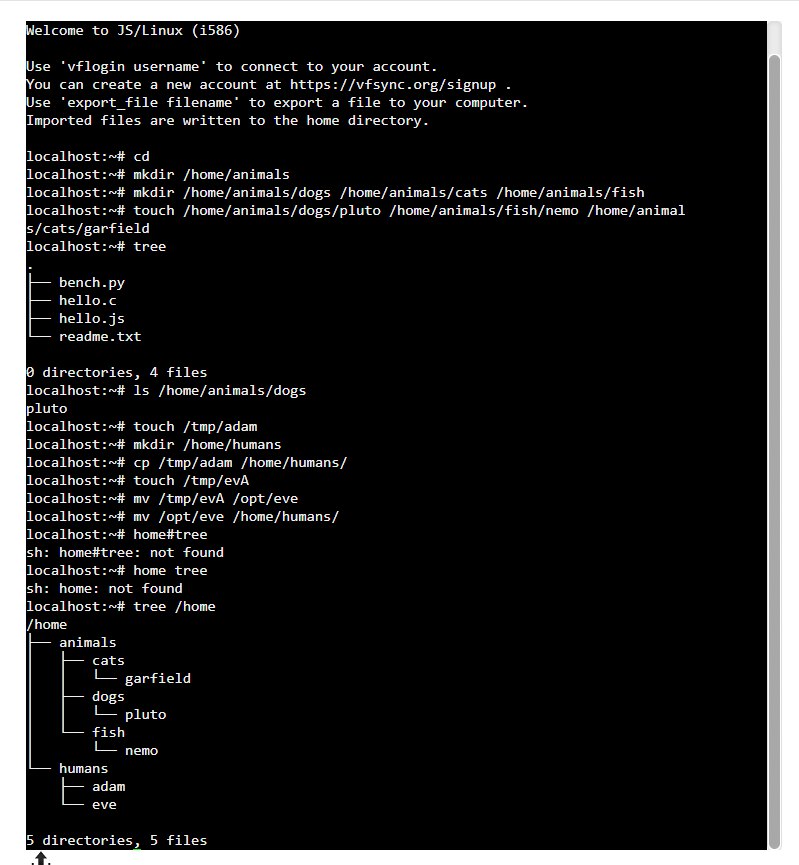 Welcome to JS/Linux (i586)

Use 'vflogin username' to connect to your account.
You can create a new account at https://vfsync.org/signup .
Use 'export_file filename' to export a file to your computer.
Imported files are written to the home directory.

localhost:~# cd
localhost:~# mkdir /home/animals
localhost:~# mkdir /home/animals/dogs /home/animals/cats /home/animals/fish
localhost:~# touch /home/animals/dogs/pluto /home/animals/fish/nemo /home/animal
s/cats/garfield
localhost:~# tree
.
├── bench.py
├── hello.c
├── hello.js
└── readme.txt

0 directories, 4 files
localhost:~# ls /home/animals/dogs
pluto
localhost:~# touch /tmp/adam
localhost:~# mkdir /home/humans
localhost:~# cp /tmp/adam /home/humans/
localhost:~# touch /tmp/evA
localhost:~# mv /tmp/evA /opt/eve
localhost:~# mv /opt/eve /home/humans/
localhost:~# home#tree
sh: home#tree: not found
localhost:~# home tree
sh: home: not found
localhost:~# tree /home
/home
├── animals
│   ├── cats
│   │   └── garfield
│   ├── dogs
│   │   └── pluto
│   └── fish
│       └── nemo
└── humans
    ├── adam
    └── eve

5 directories, 5 files